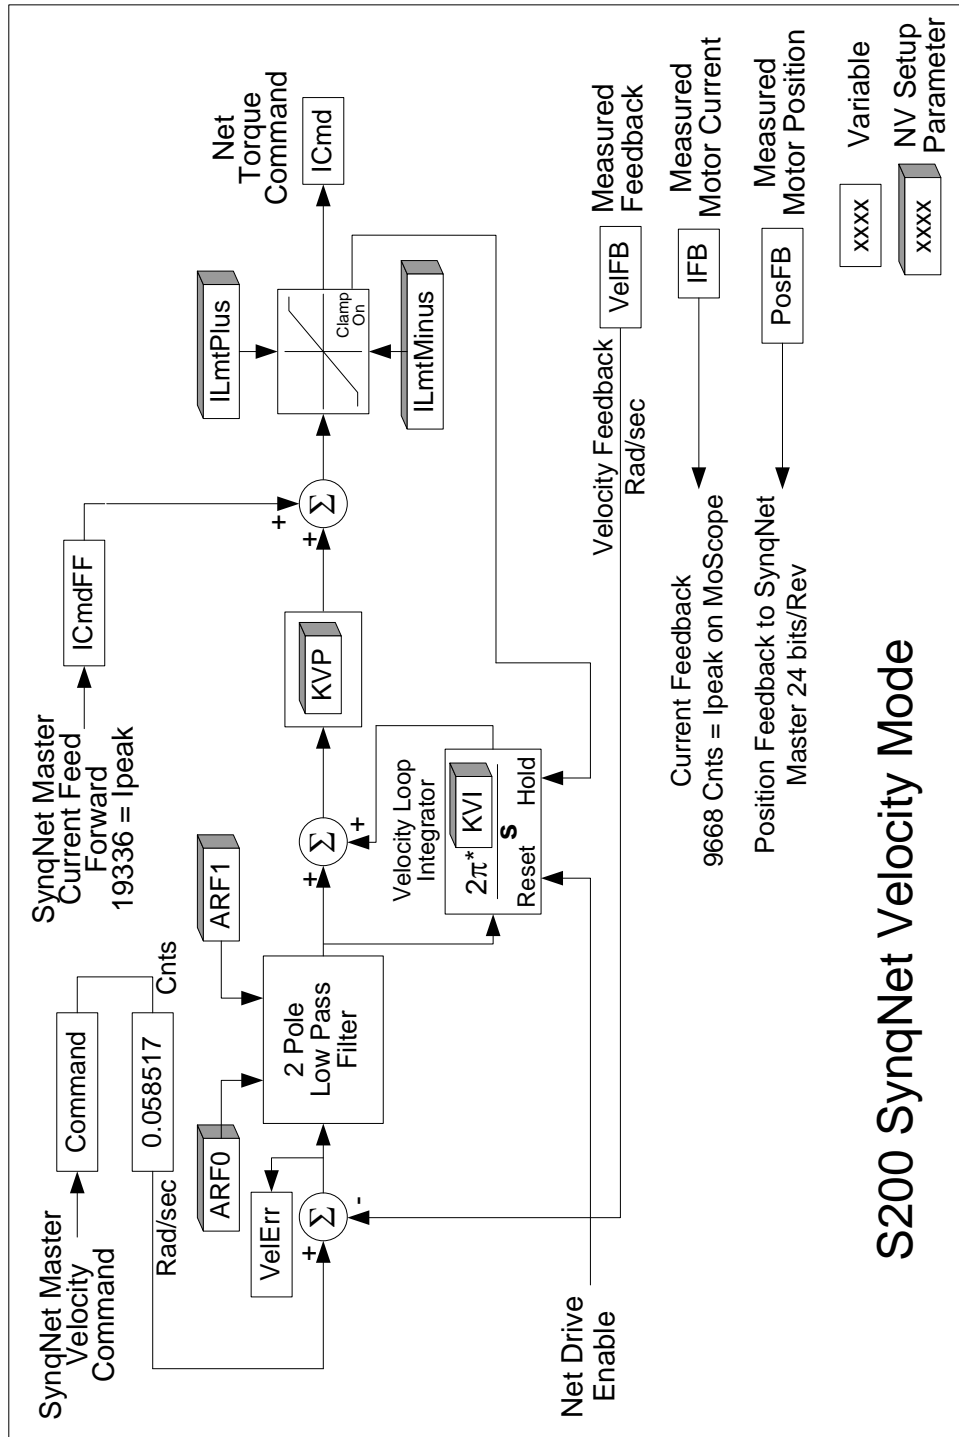 SynqNet Master
Velocity
Command
Command
Rad/sec
0.058517
Cnts
SynqNet Master
Current Feed
Forward
19336 = Ipeak
ICmdFF
ARF0
ARF1
VelErr
Σ
+
-
2 Pole
Low Pass
Filter
Σ
+
+
KVP
Σ
+
+
ILmtPlus
Clamp
On
ILmtMinus
Net
Torque
Command
ICmd
Velocity Loop
Integrator
2π*
KVI
s
Reset
Hold
Net Drive
Enable
Velocity Feedback
Rad/sec
VelFB
Measured
Feedback
Current Feedback
9668 Cnts = Ipeak on MoScope
IFB
Measured
Motor Current
Position Feedback to SynqNet
Master 24 bits/Rev
PosFB
Measured
Motor Position
xxxx
Variable
xxxx
NV Setup
Parameter
S200 SynqNet Velocity Mode